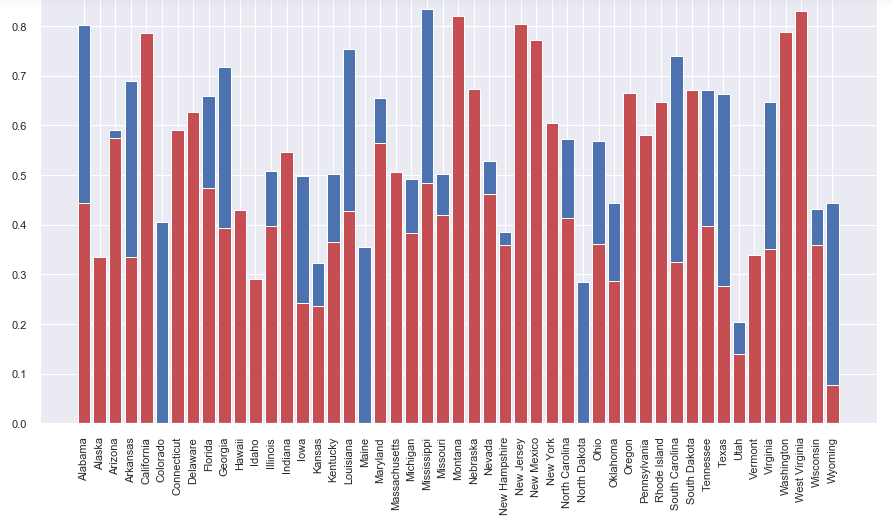 0.8
0.7
0.6
0.5
0.4
0.3
0.2
0.1
0.0
Alabama
Alaska
Arizona
Arkansas
California
Colorado
Connecticut
Delaware
Florida
Georgia
Hawaii
Idaho
Illinois
Indiana
Iowa
Kansas
Kentucky
Louisiana
Maine
Maryland
Massachusetts
Michigan
Mississippi
Missouri
Montana
Nebraska
Nevada
New Hampshire
New Jersey
New Mexico
New York
North Carolina
North Dakota
Ohio
Oklahoma
Oregon
Pennsylvania
Rhode Island
South Carolina
South Dakota
Tennessee
Texas
Utah
Vermont
Virginia
Washington
West Virginia
Wisconsin
Wyoming